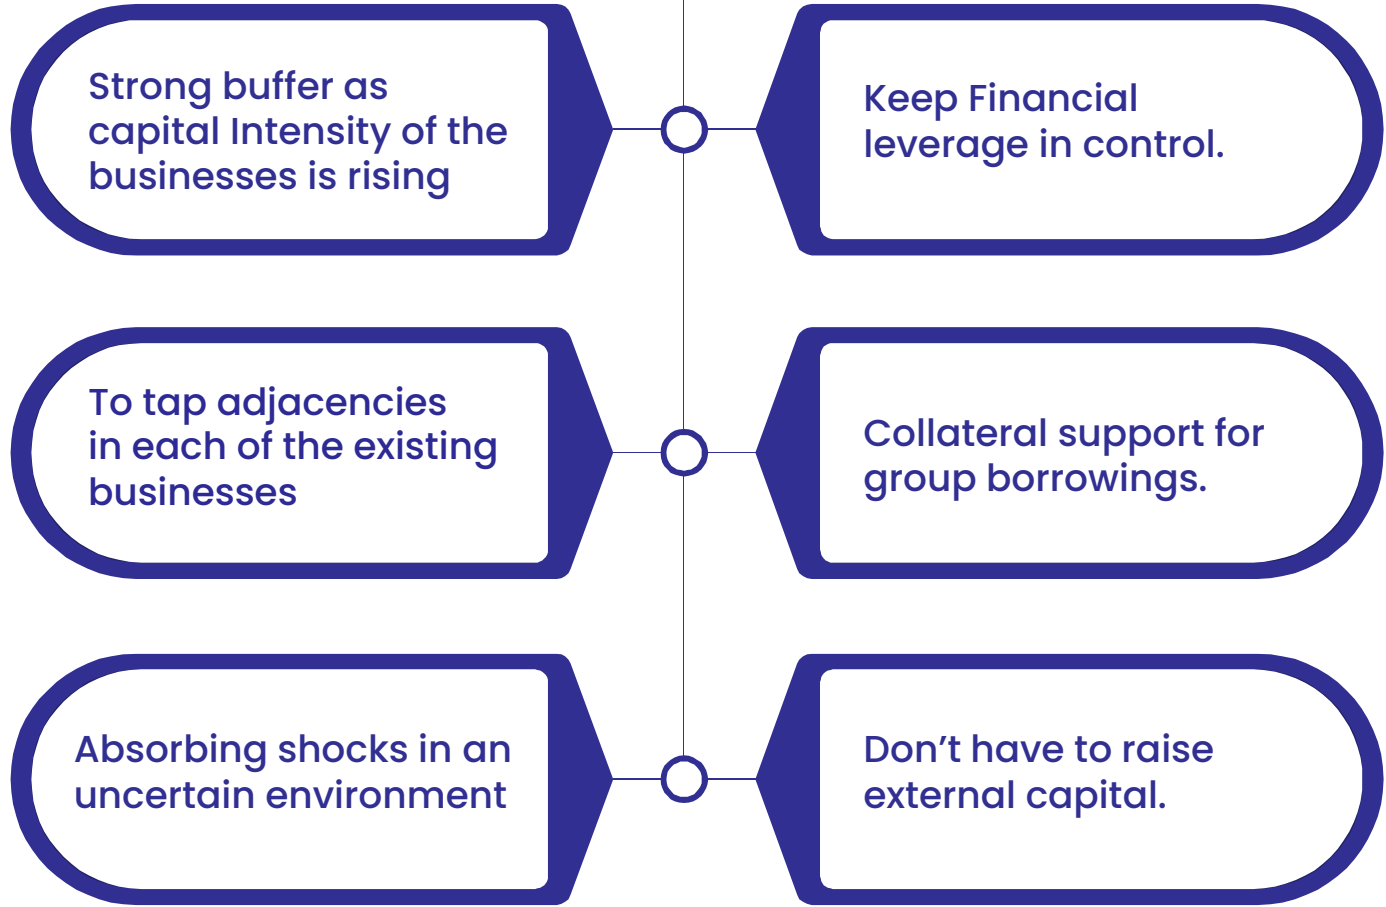 Strong buffer as
capital Intensity of the
businesses is rising
Keep Financial
leverage in control.
To tap adjacencies
in each of the existing
businesses
Collateral support for
group borrowings.
Absorbing shocks in an
uncertain environment
Don’t have to raise
external capital.